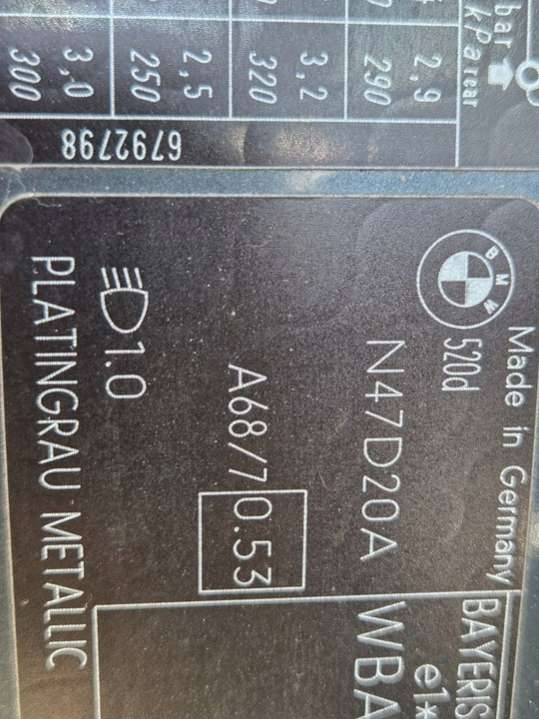 bar
kPa rear
2,9
290
3,2
320
2,5
250
3,0
300
6792798
Made in Germany
BMW
520d
BAYERIS
e1*
N47D20A
WBA
A68/7
0.53
1.0
PLATINGRAU METALLIC